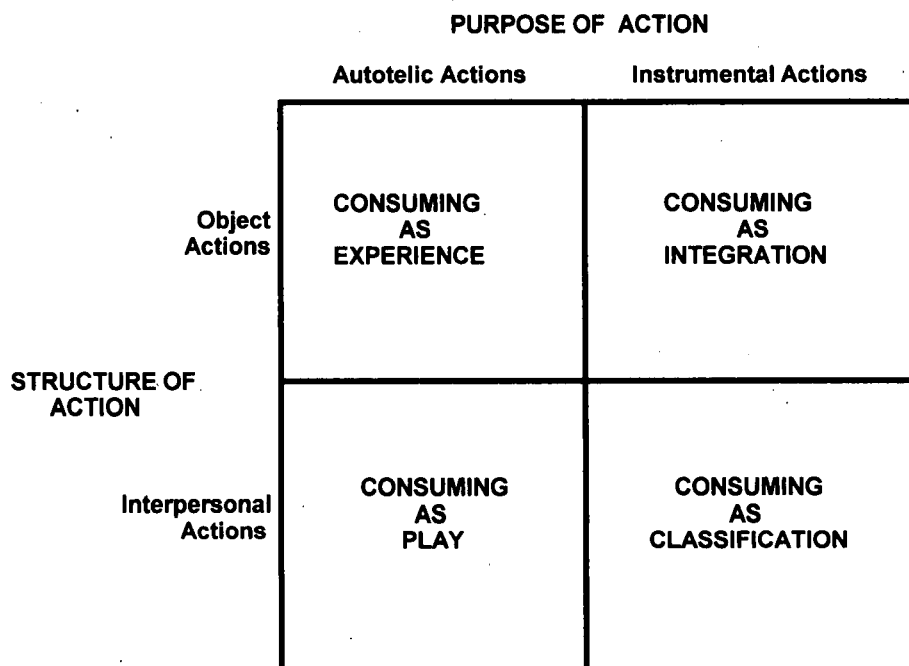 PURPOSE OF ACTION
Autotelic Actions
Instrumental Actions
Object
Actions
CONSUMING
AS
EXPERIENCE
CONSUMING
AS
INTEGRATION
STRUCTURE OF
ACTION
Interpersonal
Actions
CONSUMING
AS
PLAY
CONSUMING
AS
CLASSIFICATION